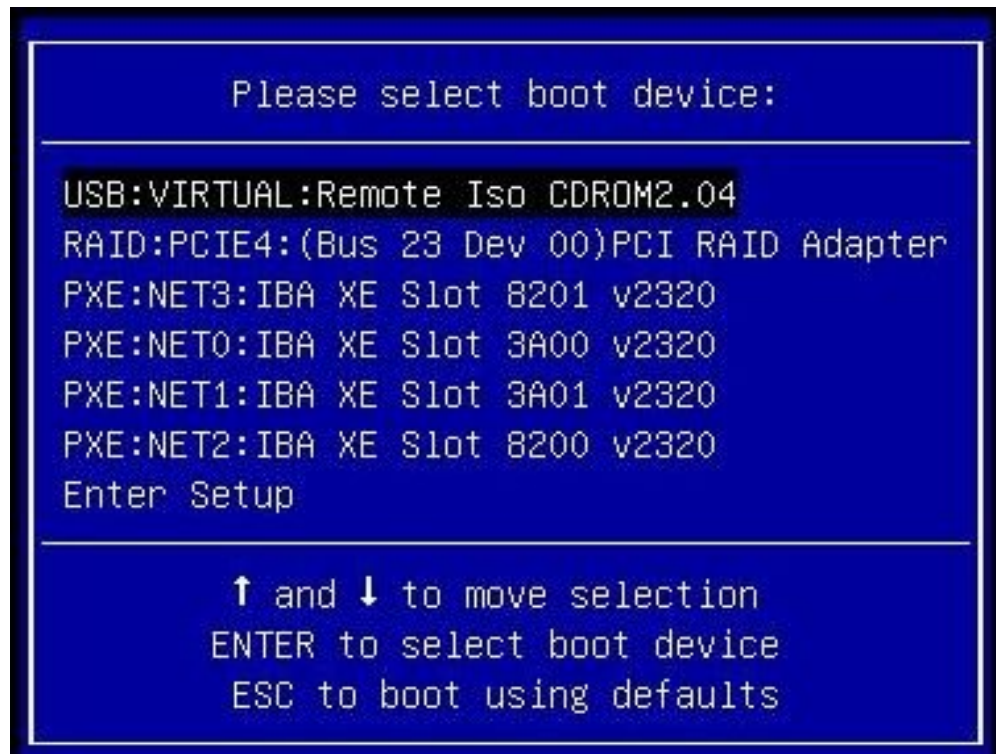 Please select boot device:
USB:VIRTUAL:Remote Iso CDROM2.04
RAID:PCIE4:(Bus 23 Dev 00)PCI RAID Adapter
PXE:NET3:IBA XE Slot 8201 v2320
PXE:NET0:IBA XE Slot 3A00 v2320
PXE:NET1:IBA XE Slot 3A01 v2320
PXE:NET2:IBA XE Slot 8200 v2320
Enter Setup
↑ and ↓ to move selection
ENTER to select boot device
ESC to boot using defaults